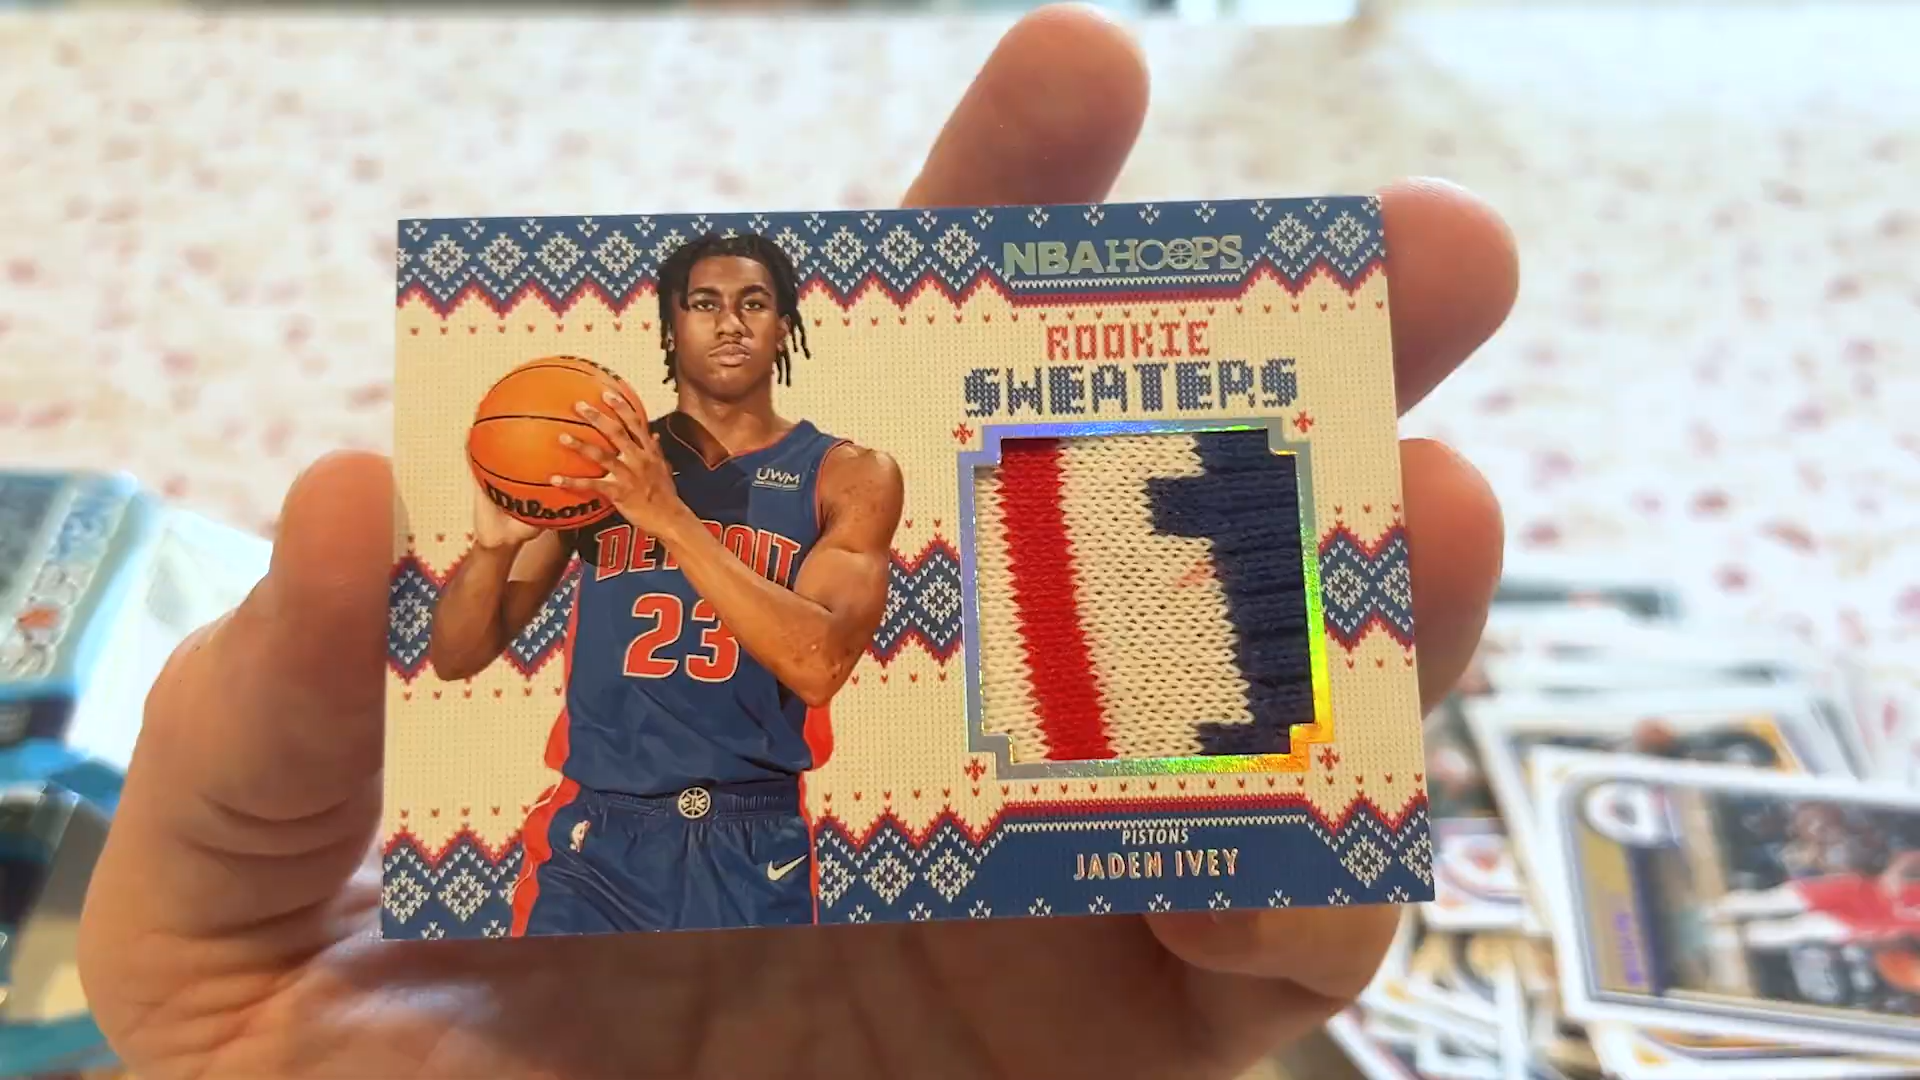 NBA HOOPS
ROOKIE
SWEATERS
UWM
Wilson
DETROIT
23
PISTONS
JADEN IVEY